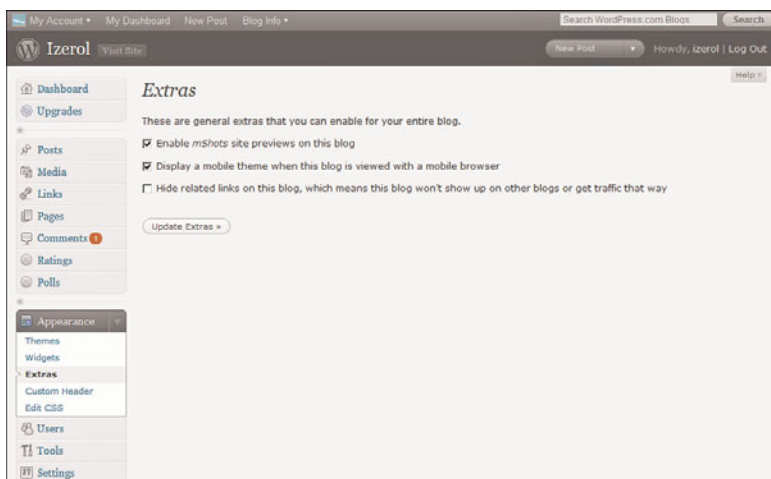 My Account My Dashboard New Post Blog Info Search WordPress.com Blogs Search
Izerol Visit Site New Post Howdy, izerol | Log Out
Help
Dashboard
Upgrades
Posts
Media
Links
Pages
Comments 1
Ratings
Polls
Appearance
Themes
Widgets
Extras
Custom Header
Edit CSS
Users
Tools
Settings
Extras
These are general extras that you can enable for your entire blog.
Enable mShots site previews on this blog
Display a mobile theme when this blog is viewed with a mobile browser
Hide related links on this blog, which means this blog won't show up on other blogs or get traffic that way
Update Extras »